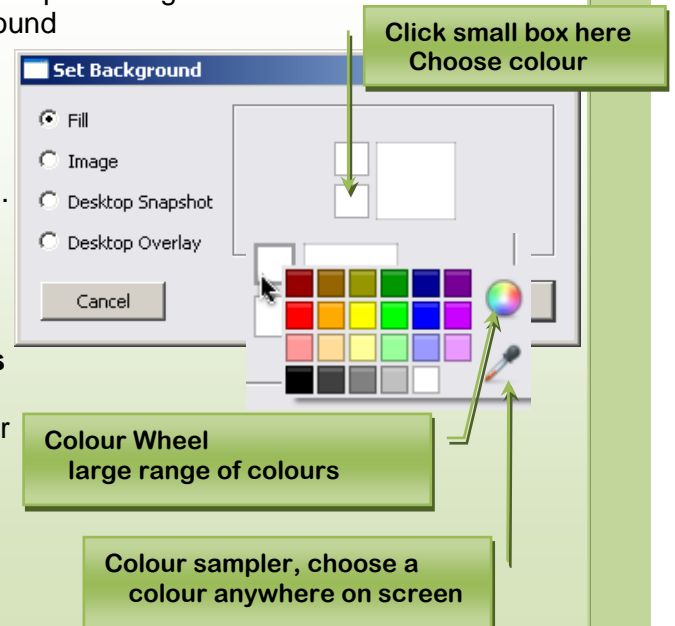 ound
Click small box here
Choose colour
Set Background
Fill
Image
Desktop Snapshot
Desktop Overlay
Cancel
Colour Wheel
large range of colours
Colour sampler, choose a
colour anywhere on screen